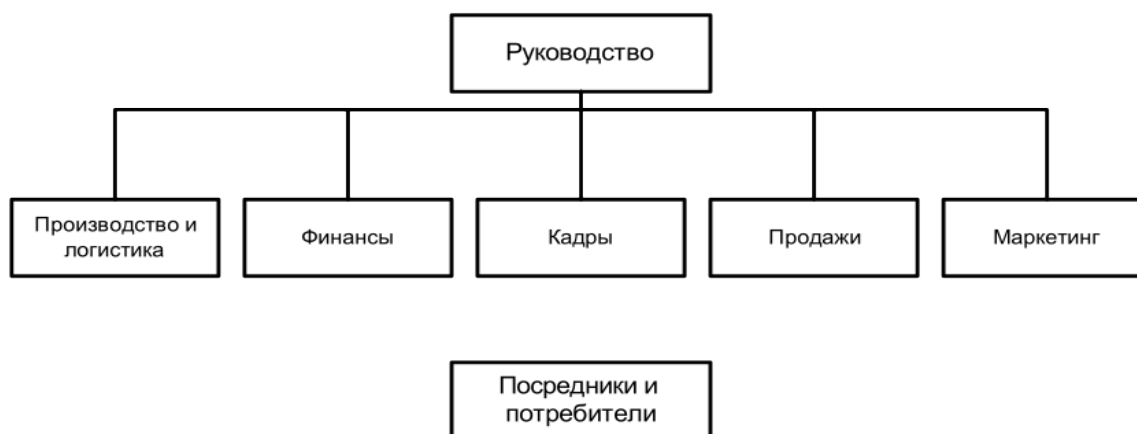 Руководство
Производство и
логистика
Финансы
Кадры
Продажи
Маркетинг
Посредники и
потребители